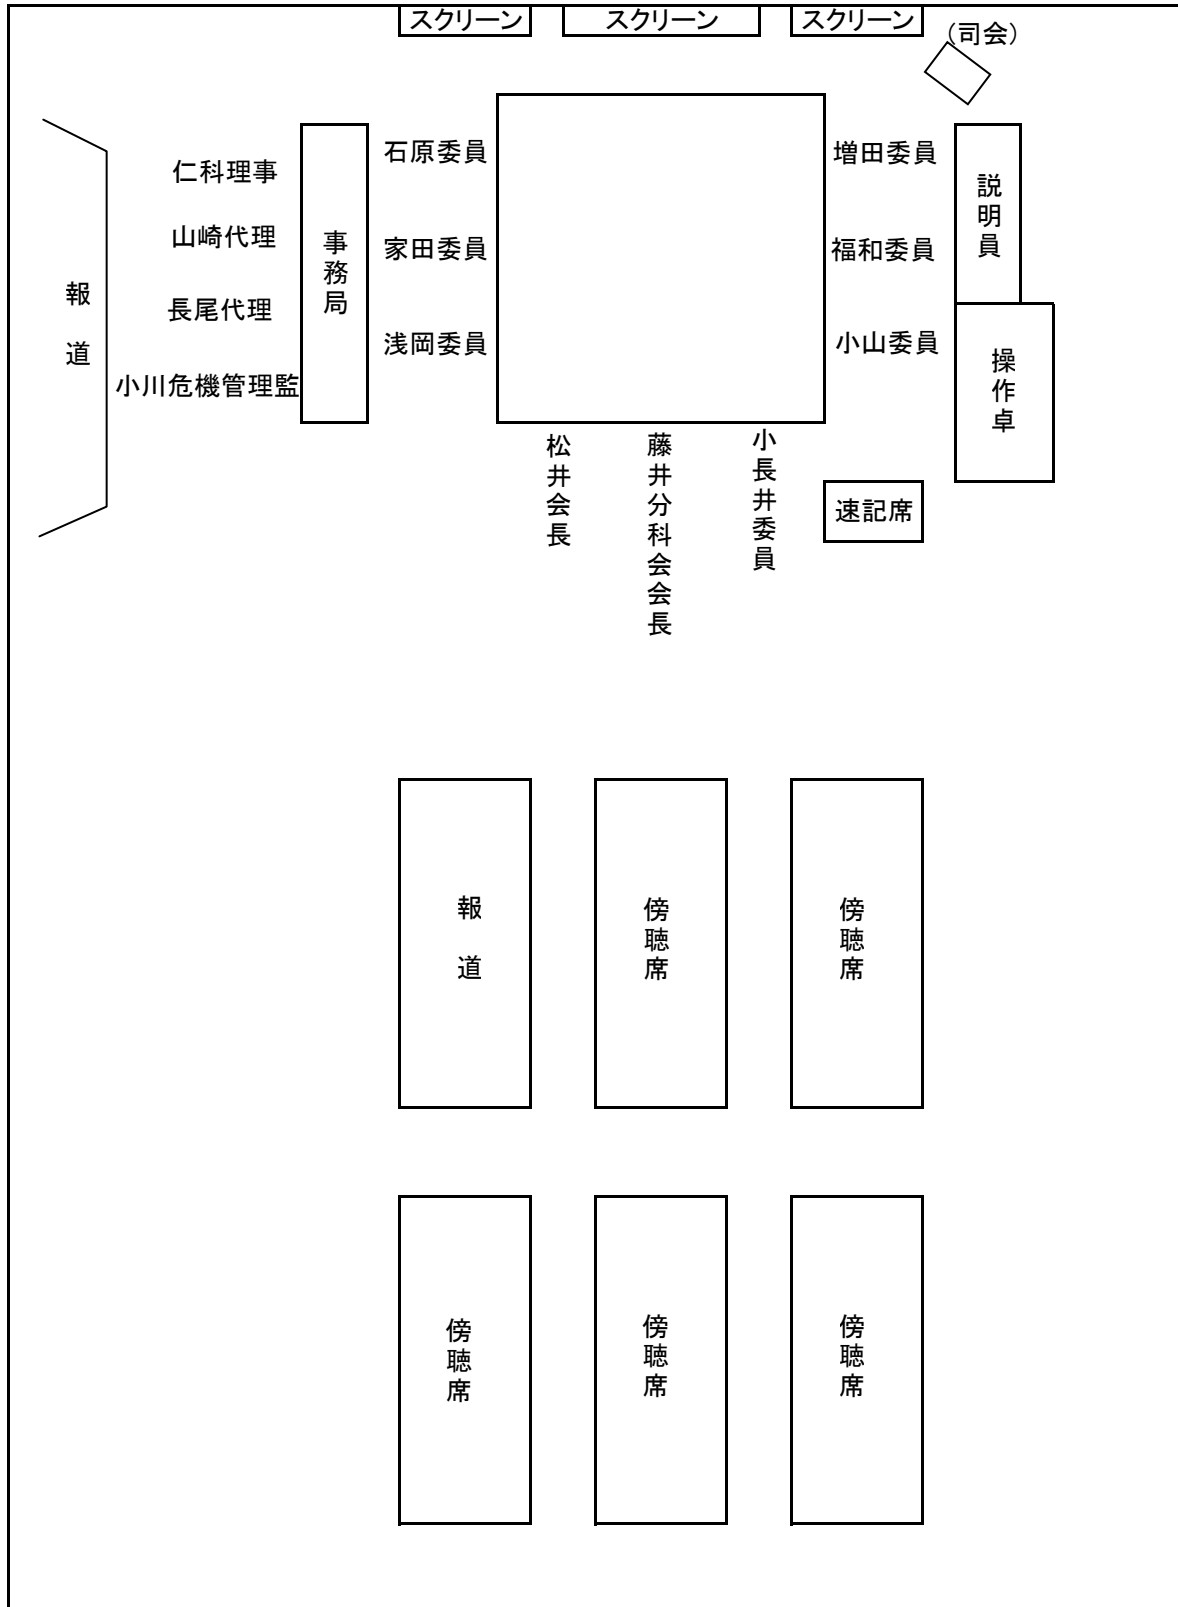 スクリーン
スクリーン
スクリーン
（司会）
仁科理事
山崎代理
長尾代理
小川危機管理監
報道
事務局
石原委員
家田委員
浅岡委員
増田委員
福和委員
小山委員
説明員
操作卓
松井会長
藤井分科会会長
小長井委員
速記席
報道
傍聴席
傍聴席
傍聴席
傍聴席
傍聴席